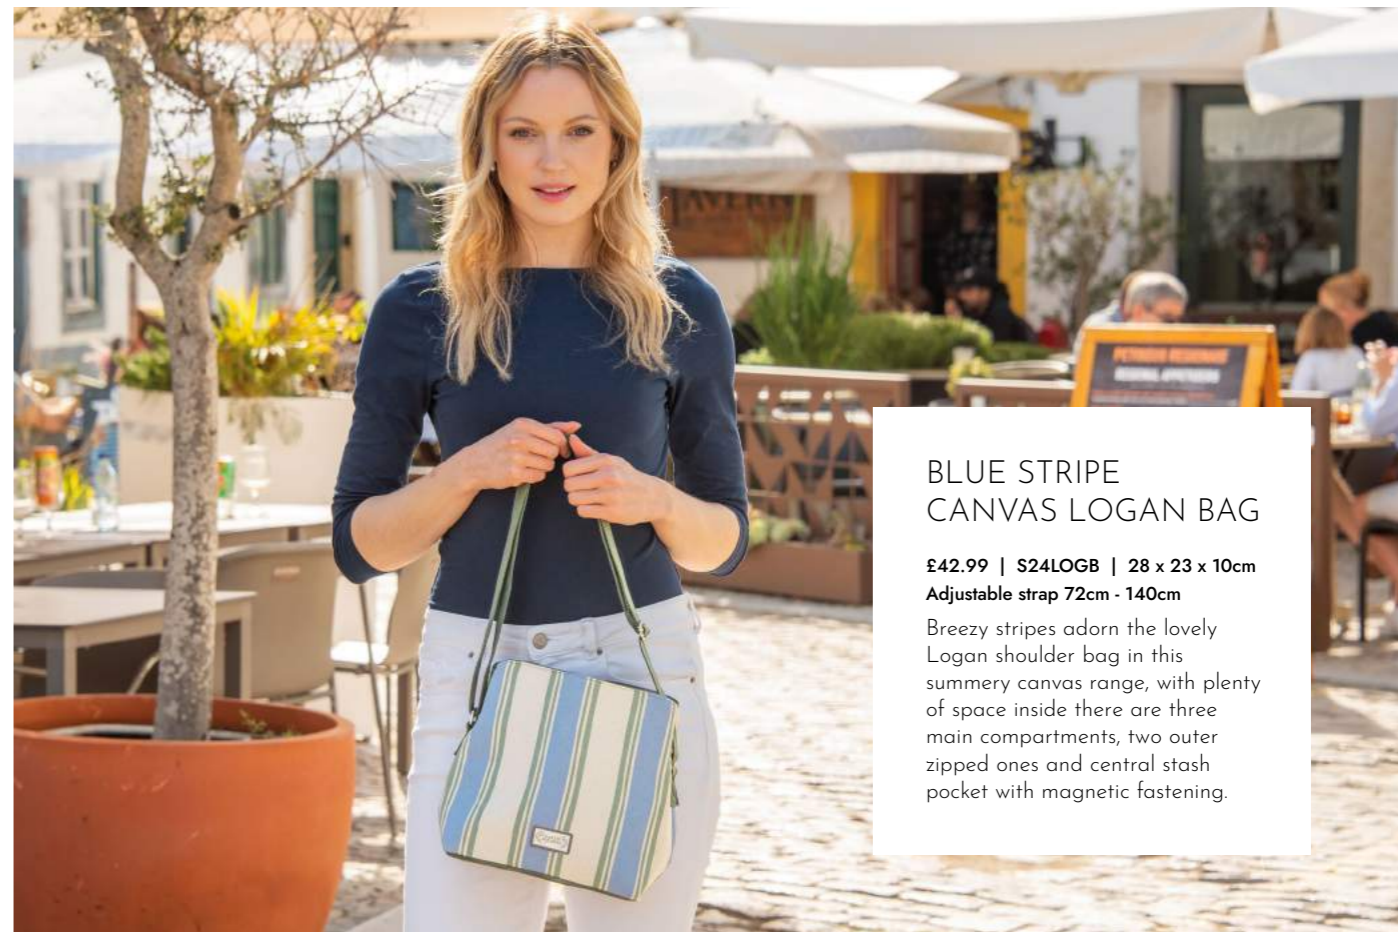 BLUE STRIPE
CANVAS LOGAN BAG
£42.99 | S24LOGB | 28 x 23 x 10cm
Adjustable strap 72cm - 140cm
Breezy stripes adorn the lovely
Logan shoulder bag in this
summery canvas range, with plenty
of space inside there are three
main compartments, two outer
zipped ones and central stash
pocket with magnetic fastening.